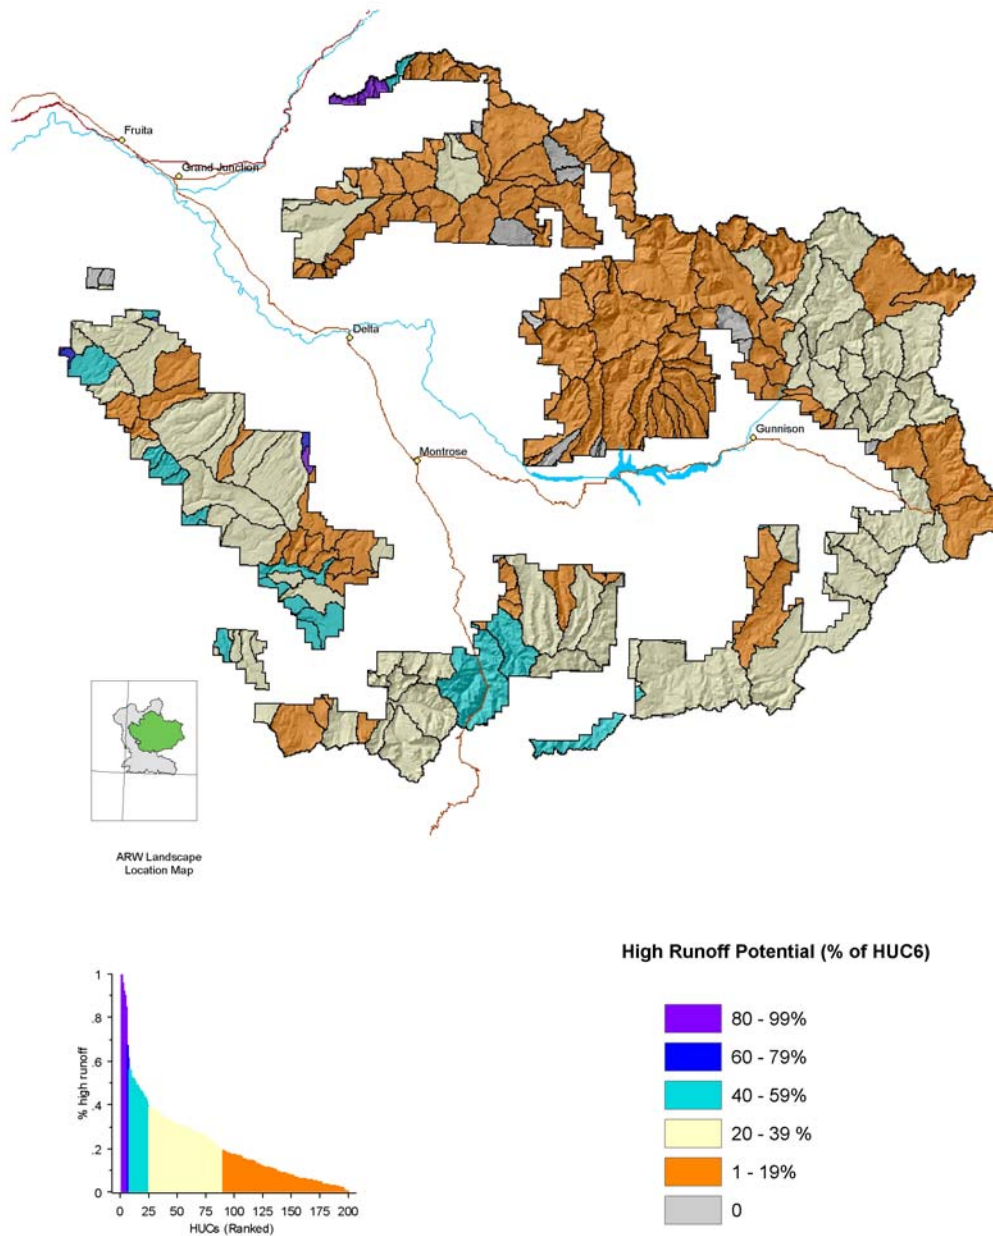 Fruita
Grand Junction
Delta
Gunnison
Montrose
ARW Landscape
Location Map
High Runoff Potential (% of HUC6)
80 - 99%
60 - 79%
40 - 59%
20 - 39 %
1 - 19%
0
% high runoff
1
.8
.6
.4
.2
0
0 25 50 75 100 125 150 175 200
HUCs (Ranked)